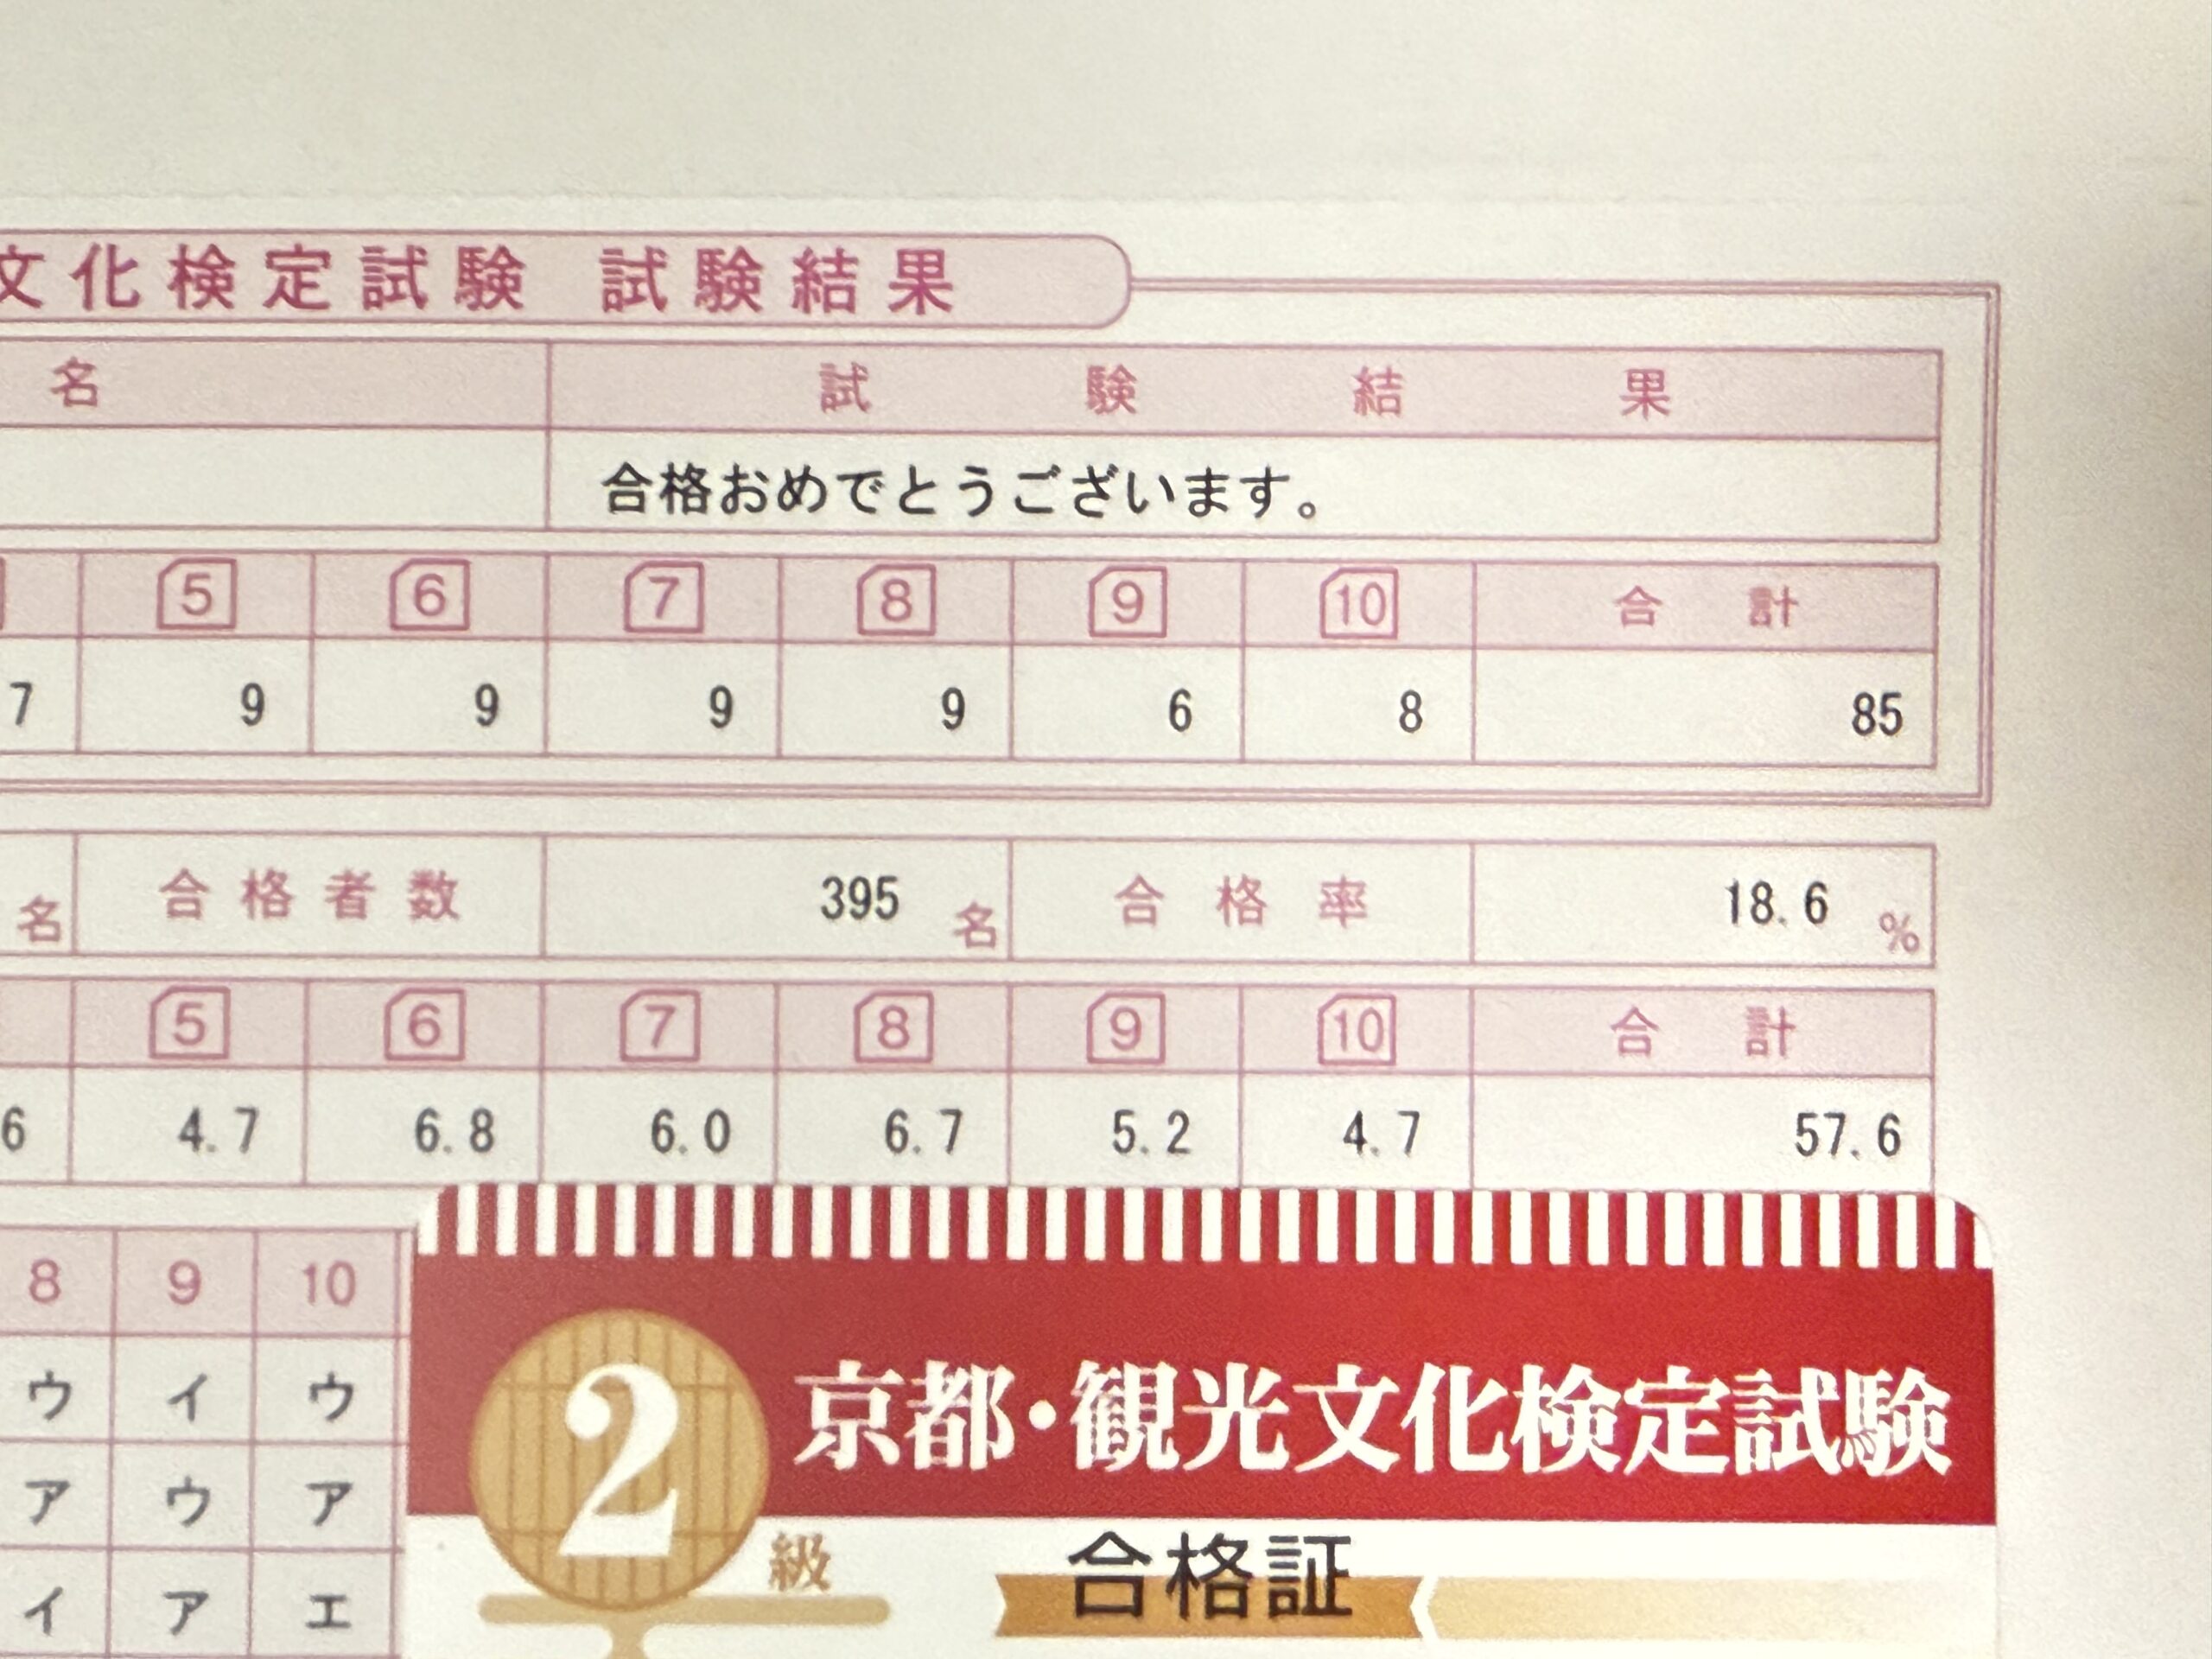 文化検定試験 試験結果
名 試験結果
合格おめでとうございます。
5 6 7 8 9 10 合計
7 9 9 9 9 6 8 85
名 合格者数 395 名 合格率 18.6 %
5 6 7 8 9 10 合計
6 4.7 6.8 6.0 6.7 5.2 4.7 57.6
8 9 10
ウ イ ウ
ア ウ ア
イ ア エ
2級 京都・観光文化検定試験
合格証